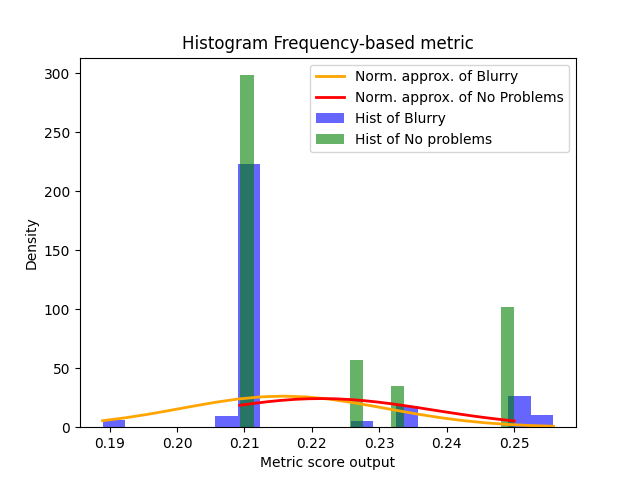 Histogram Frequency-based metric
Norm. approx. of Blurry
Norm. approx. of No Problems
Hist of Blurry
Hist of No problems
Density
300
250
200
150
100
50
0
0.19 0.20 0.21 0.22 0.23 0.24 0.25
Metric score output